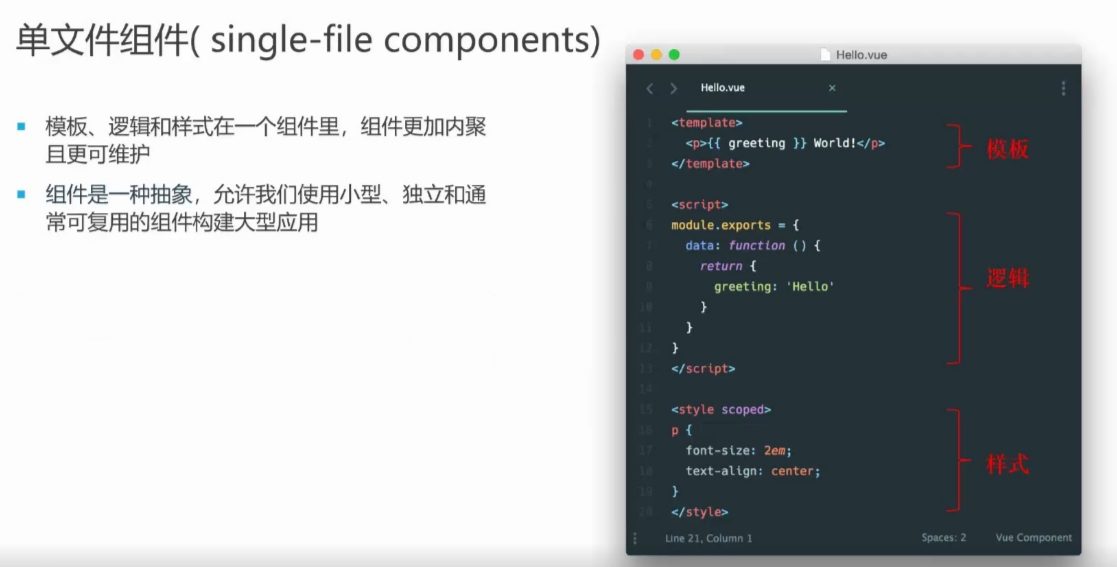 单文件组件( single-file components)
模板、逻辑和样式在一个组件里，组件更加内聚
且更可维护
组件是一种抽象，允许我们使用小型、独立和通
常可复用的组件构建大型应用
Hello.vue
Hello.vue
1 <template>
2 <p>{{ greeting }} World!</p>
3 </template>
4
5 <script>
6 module.exports = {
7 data: function () {
8 return {
9 greeting: 'Hello'
10 }
11 }
12 }
13 </script>
14
15 <style scoped>
16 p {
17 font-size: 2em;
18 text-align: center;
19 }
20 </style>
模板
逻辑
样式
Line 21, Column 1
Spaces: 2
Vue Component